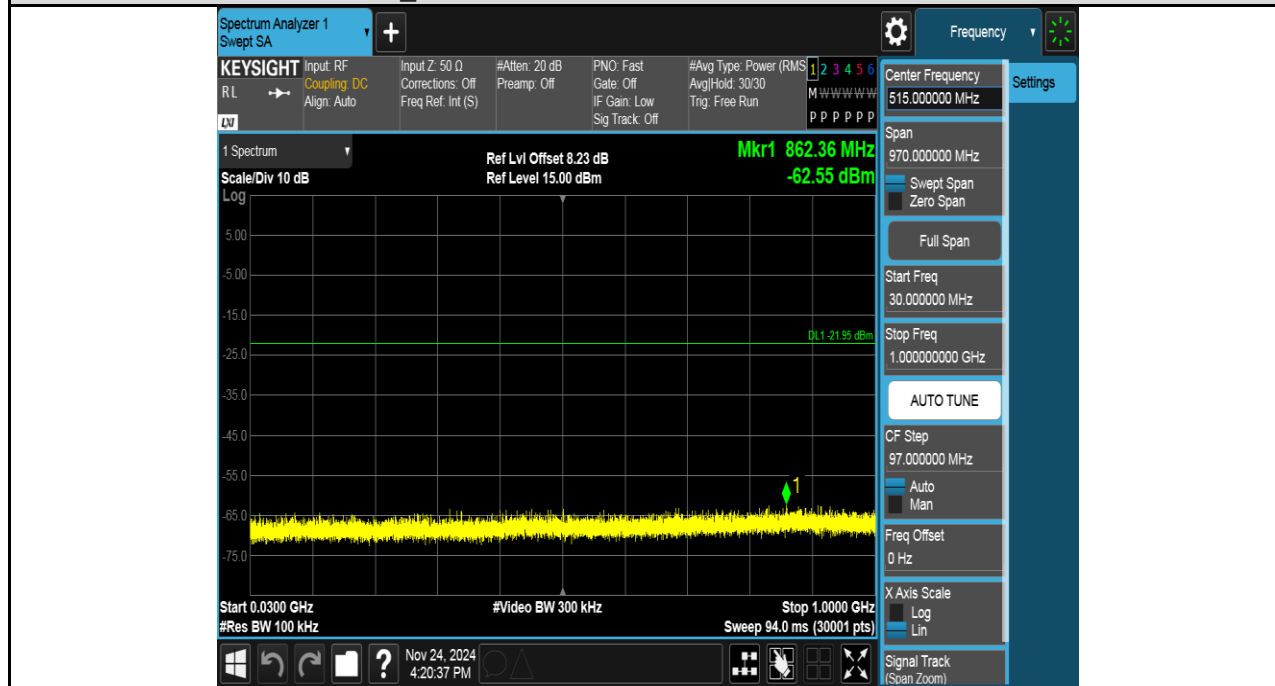 Spectrum Analyzer 1
Swept SA
Frequency
KEYSIGHT
RL
LXI
Input: RF
Coupling: DC
Align: Auto
Input Z: 50 Ω
Corrections: Off
Freq Ref: Int (S)
#Atten: 20 dB
Preamp: Off
PNO: Fast
Gate: Off
IF Gain: Low
Sig Track: Off
#Avg Type: Power (RMS
Avg|Hold: 30/30
Trig: Free Run
1 2 3 4 5 6
M W W W W W
P P P P P P
1 Spectrum
Scale/Div 10 dB
Log
Ref Lvl Offset 8.23 dB
Ref Level 15.00 dBm
Mkr1 862.36 MHz
-62.55 dBm
5.00
-5.00
-15.0
DL1 -21.95 dBm
-25.0
-35.0
-45.0
-55.0
1
-65.0
-75.0
Start 0.0300 GHz
#Video BW 300 kHz
Stop 1.0000 GHz
#Res BW 100 kHz
Sweep 94.0 ms (30001 pts)
?
Nov 24, 2024
4:20:37 PM
Center Frequency
515.000000 MHz
Settings
Span
970.000000 MHz
Swept Span
Zero Span
Full Span
Start Freq
30.000000 MHz
Stop Freq
1.000000000 GHz
AUTO TUNE
CF Step
97.000000 MHz
Auto
Man
Freq Offset
0 Hz
X Axis Scale
Log
Lin
Signal Track
(Span Zoom)